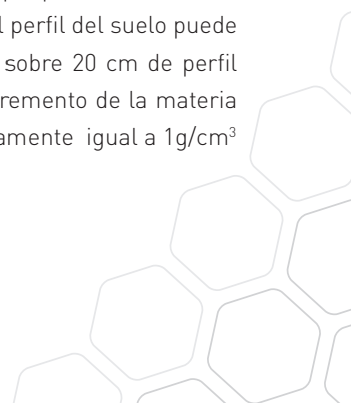 l perfil del suelo puede
sobre 20 cm de perfil
remento de la materia
amente igual a 1g/cm³